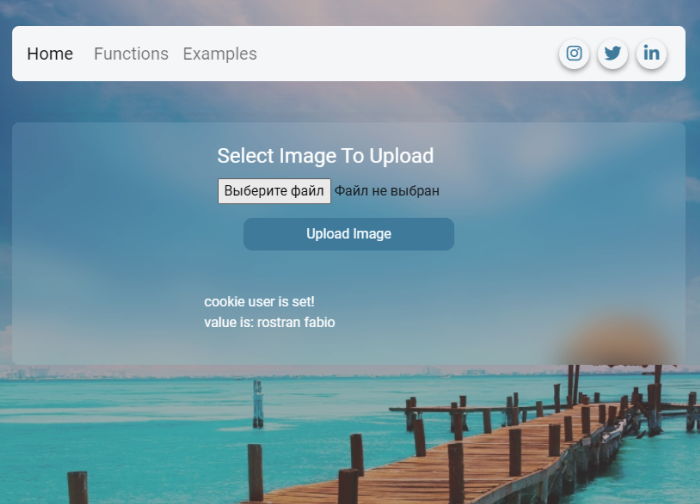 Home Functions Examples
Select Image To Upload
Выберите файл Файл не выбран
Upload Image
cookie user is set!
value is: rostran fabio